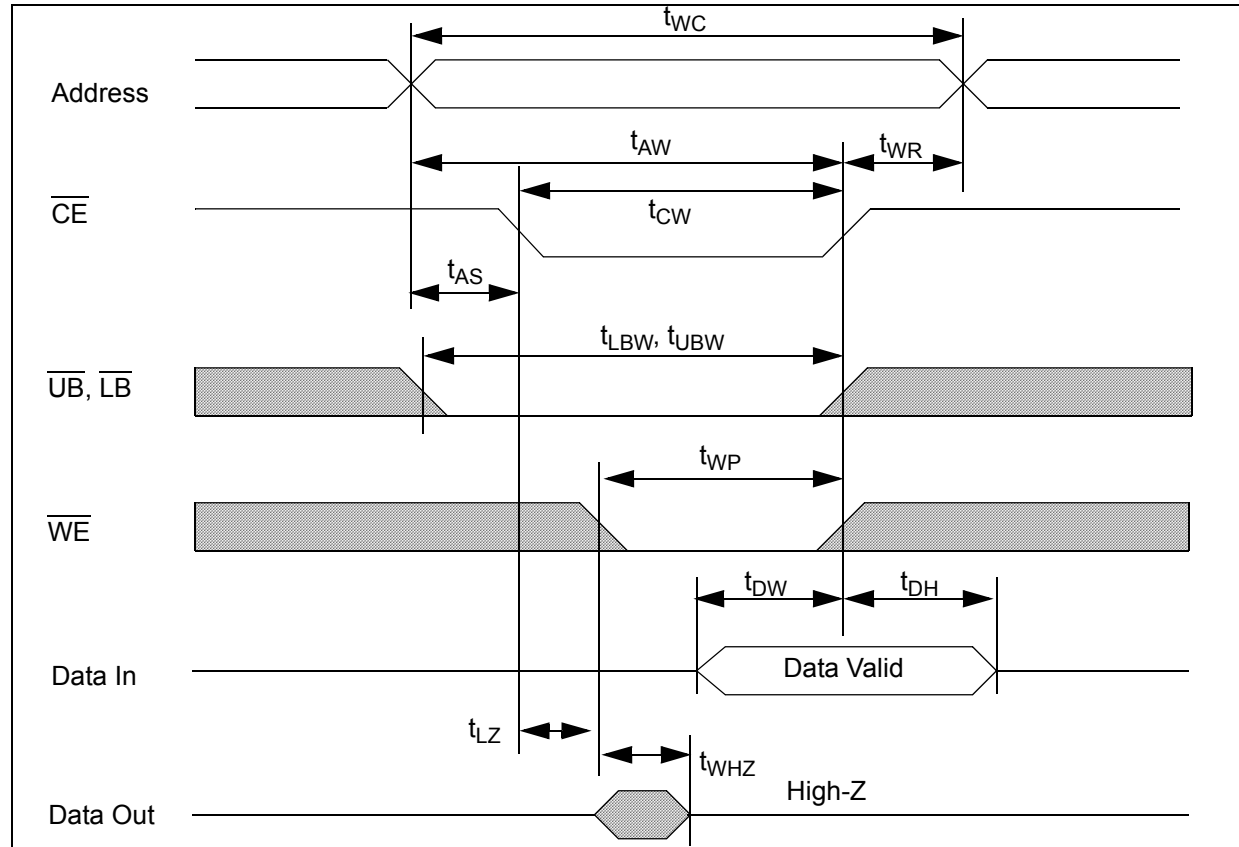 tWC
Address
tAW
tWR
CE
tCW
tAS
tLBW, tUBW
UB, LB
tWP
WE
tDW
tDH
Data In
Data Valid
tLZ
tWHZ
Data Out
High-Z